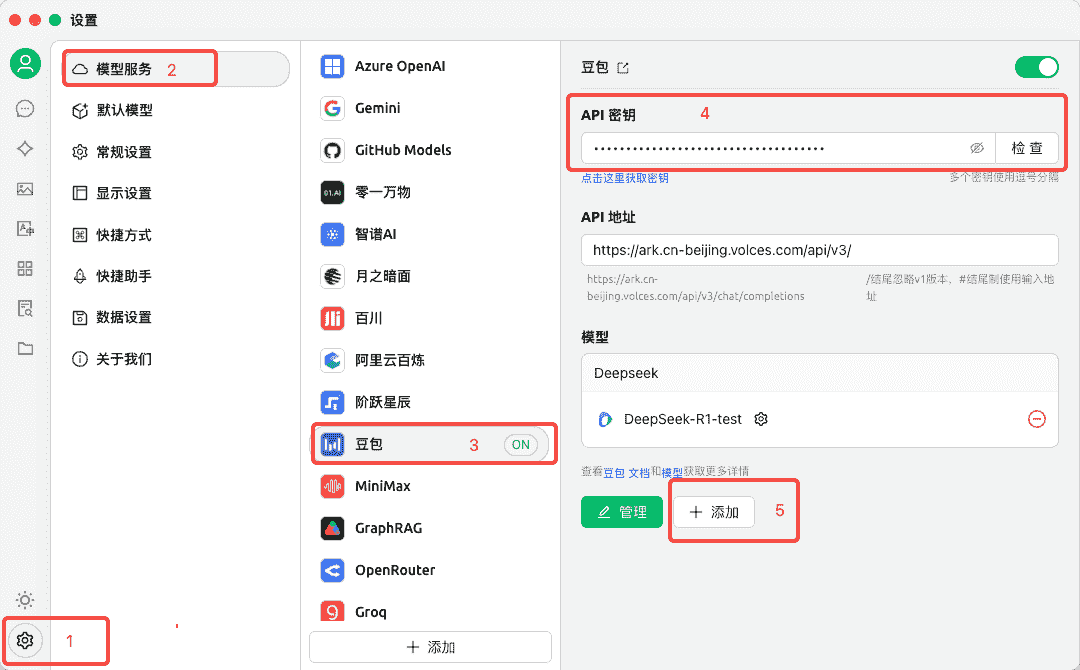 设置
模型服务 2
默认模型
常规设置
显示设置
快捷方式
快捷助手
数据设置
关于我们
1
Azure OpenAI
Gemini
GitHub Models
01.AI 零一万物
智谱AI
月之暗面
百川
阿里云百炼
阶跃星辰
豆包 3 ON
MiniMax
GraphRAG
OpenRouter
Groq
添加
豆包
API 密钥 4
•••••••••••••••••••••••••••••••••••• 检 查
点击这里获取密钥 多个密钥使用逗号分隔
API 地址
https://ark.cn-beijing.volces.com/api/v3/
https://ark.cn-
beijing.volces.com/api/v3/chat/completions
/结尾忽略v1版本，#结尾制使用输入地
址
模型
Deepseek
DeepSeek-R1-test
查看豆包 文档和模型获取更多详情
管理 添加 5